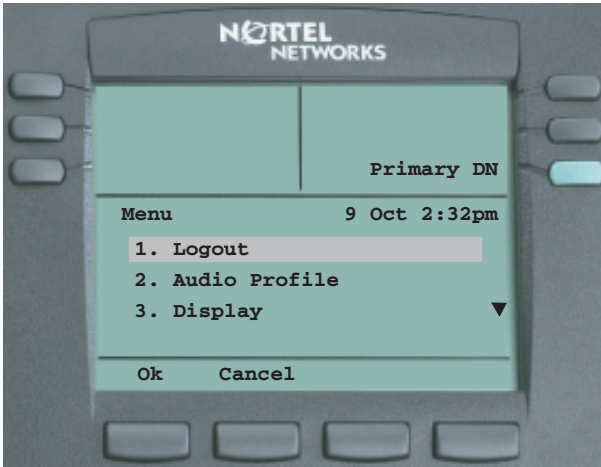 NORTEL
NETWORKS
Primary DN
Menu 9 Oct 2:32pm
1. Logout
2. Audio Profile
3. Display
Ok Cancel